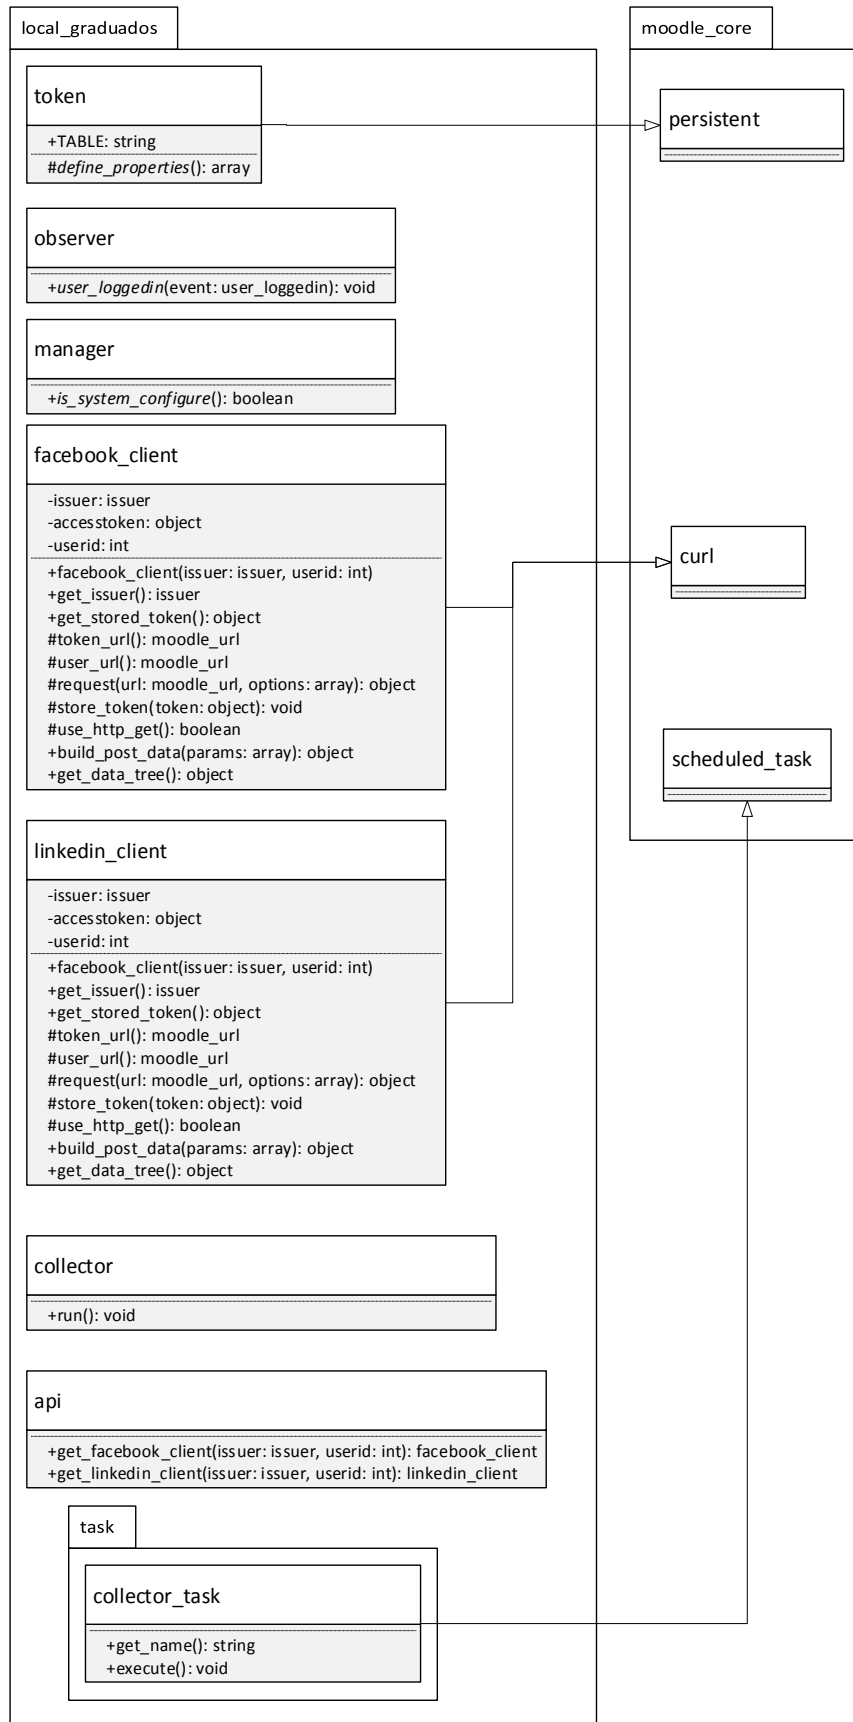 local_graduados
moodle_core
token
+TABLE: string
#define_properties(): array
persistent
observer
+user_loggedin(event: user_loggedin): void
manager
+is_system_configure(): boolean
facebook_client
-issuer: issuer
-accesstoken: object
-userid: int
+facebook_client(issuer: issuer, userid: int)
+get_issuer(): issuer
+get_stored_token(): object
#token_url(): moodle_url
#user_url(): moodle_url
#request(url: moodle_url, options: array): object
#store_token(token: object): void
#use_http_get(): boolean
+build_post_data(params: array): object
+get_data_tree(): object
curl
scheduled_task
linkedin_client
-issuer: issuer
-accesstoken: object
-userid: int
+facebook_client(issuer: issuer, userid: int)
+get_issuer(): issuer
+get_stored_token(): object
#token_url(): moodle_url
#user_url(): moodle_url
#request(url: moodle_url, options: array): object
#store_token(token: object): void
#use_http_get(): boolean
+build_post_data(params: array): object
+get_data_tree(): object
collector
+run(): void
api
+get_facebook_client(issuer: issuer, userid: int): facebook_client
+get_linkedin_client(issuer: issuer, userid: int): linkedin_client
task
collector_task
+get_name(): string
+execute(): void